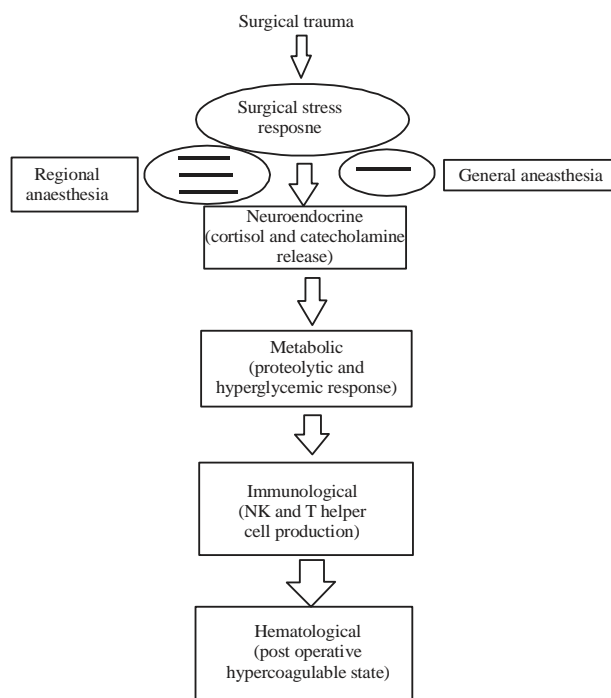 Surgical trauma
Surgical stress
resposne
Regional
anaesthesia
General aneasthesia
Neuroendocrine
(cortisol and catecholamine
release)
Metabolic
(proteolytic and
hyperglycemic response)
Immunological
(NK and T helper
cell production)
Hematological
(post operative
hypercoagulable state)